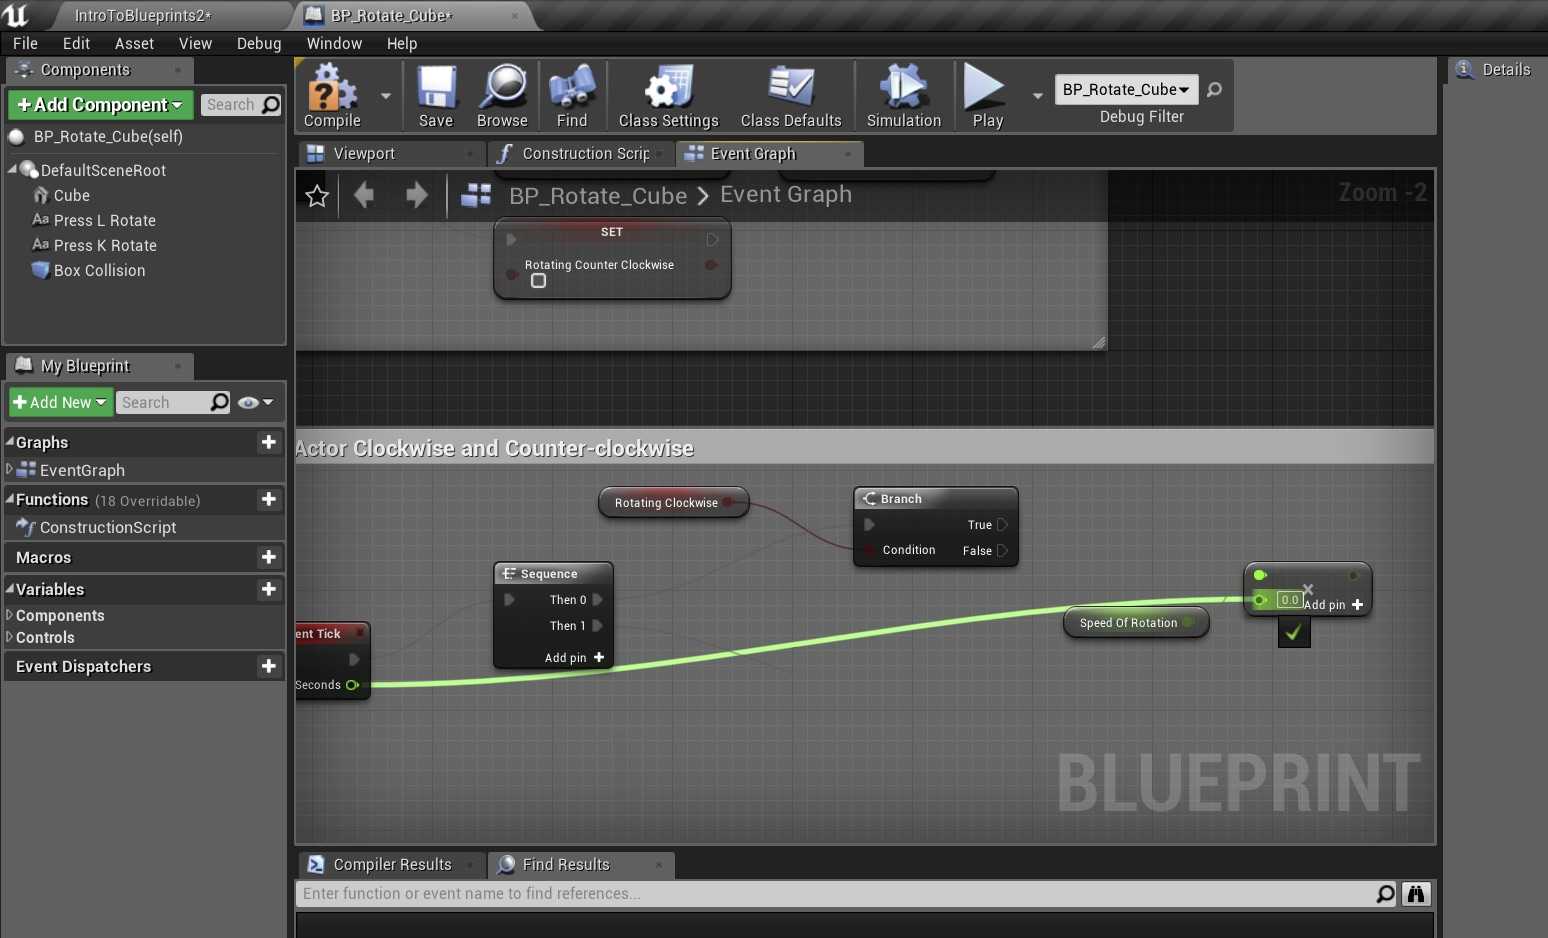 IntroToBlueprints2*
BP_Rotate_Cube*
File Edit Asset View Debug Window Help
Components
Add Component
Search
BP_Rotate_Cube(self)
DefaultSceneRoot
Cube
Press L Rotate
Press K Rotate
Box Collision
My Blueprint
Add New
Search
Graphs
EventGraph
Functions (18 Overridable)
ConstructionScript
Macros
Variables
Components
Controls
Event Dispatchers
Compile
Save
Browse
Find
Class Settings
Class Defaults
Simulation
Play
BP_Rotate_Cube
Debug Filter
Details
Viewport
Construction Scrip
Event Graph
BP_Rotate_Cube > Event Graph
Zoom -2
SET
Rotating Counter Clockwise
Actor Clockwise and Counter-clockwise
Rotating Clockwise
Branch
True
Condition False
Sequence
Then 0
Then 1
Add pin
ent Tick
Seconds
Speed Of Rotation
0.0
Add pin
BLUEPRINT
Compiler Results
Find Results
Enter function or event name to find references...